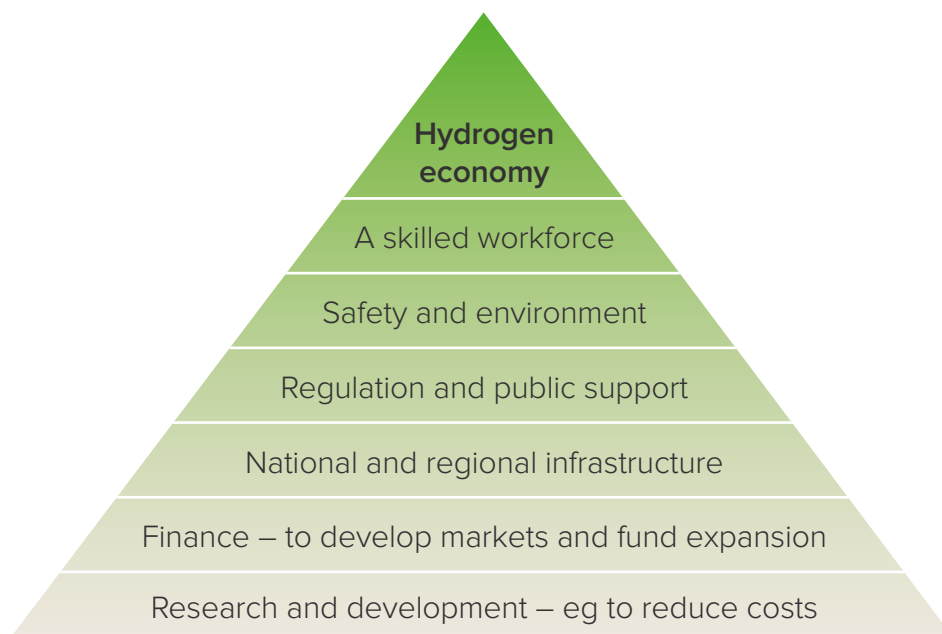 Hydrogen
economy
A skilled workforce
Safety and environment
Regulation and public support
National and regional infrastructure
Finance – to develop markets and fund expansion
Research and development – eg to reduce costs